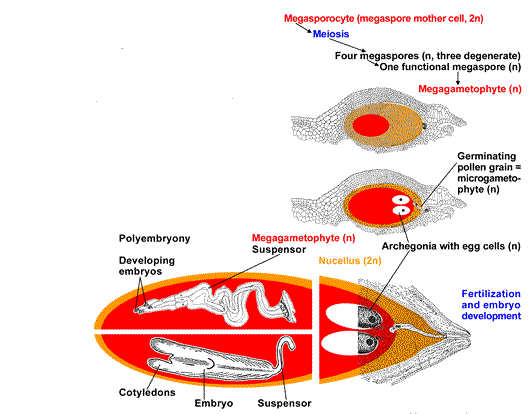 Megasporocyte (megaspore mother cell, 2n)
Meiosis
Four megaspores (n, three degenerate)
One functional megaspore (n)
Megagametophyte (n)
Germinating
pollen grain =
microgameto-
phyte (n)
Archegonia with egg cells (n)
Polyembryony
Megagametophyte (n)
Suspensor
Developing
embryos
Nucellus (2n)
Fertilization
and embryo
development
Cotyledons
Embryo
Suspensor